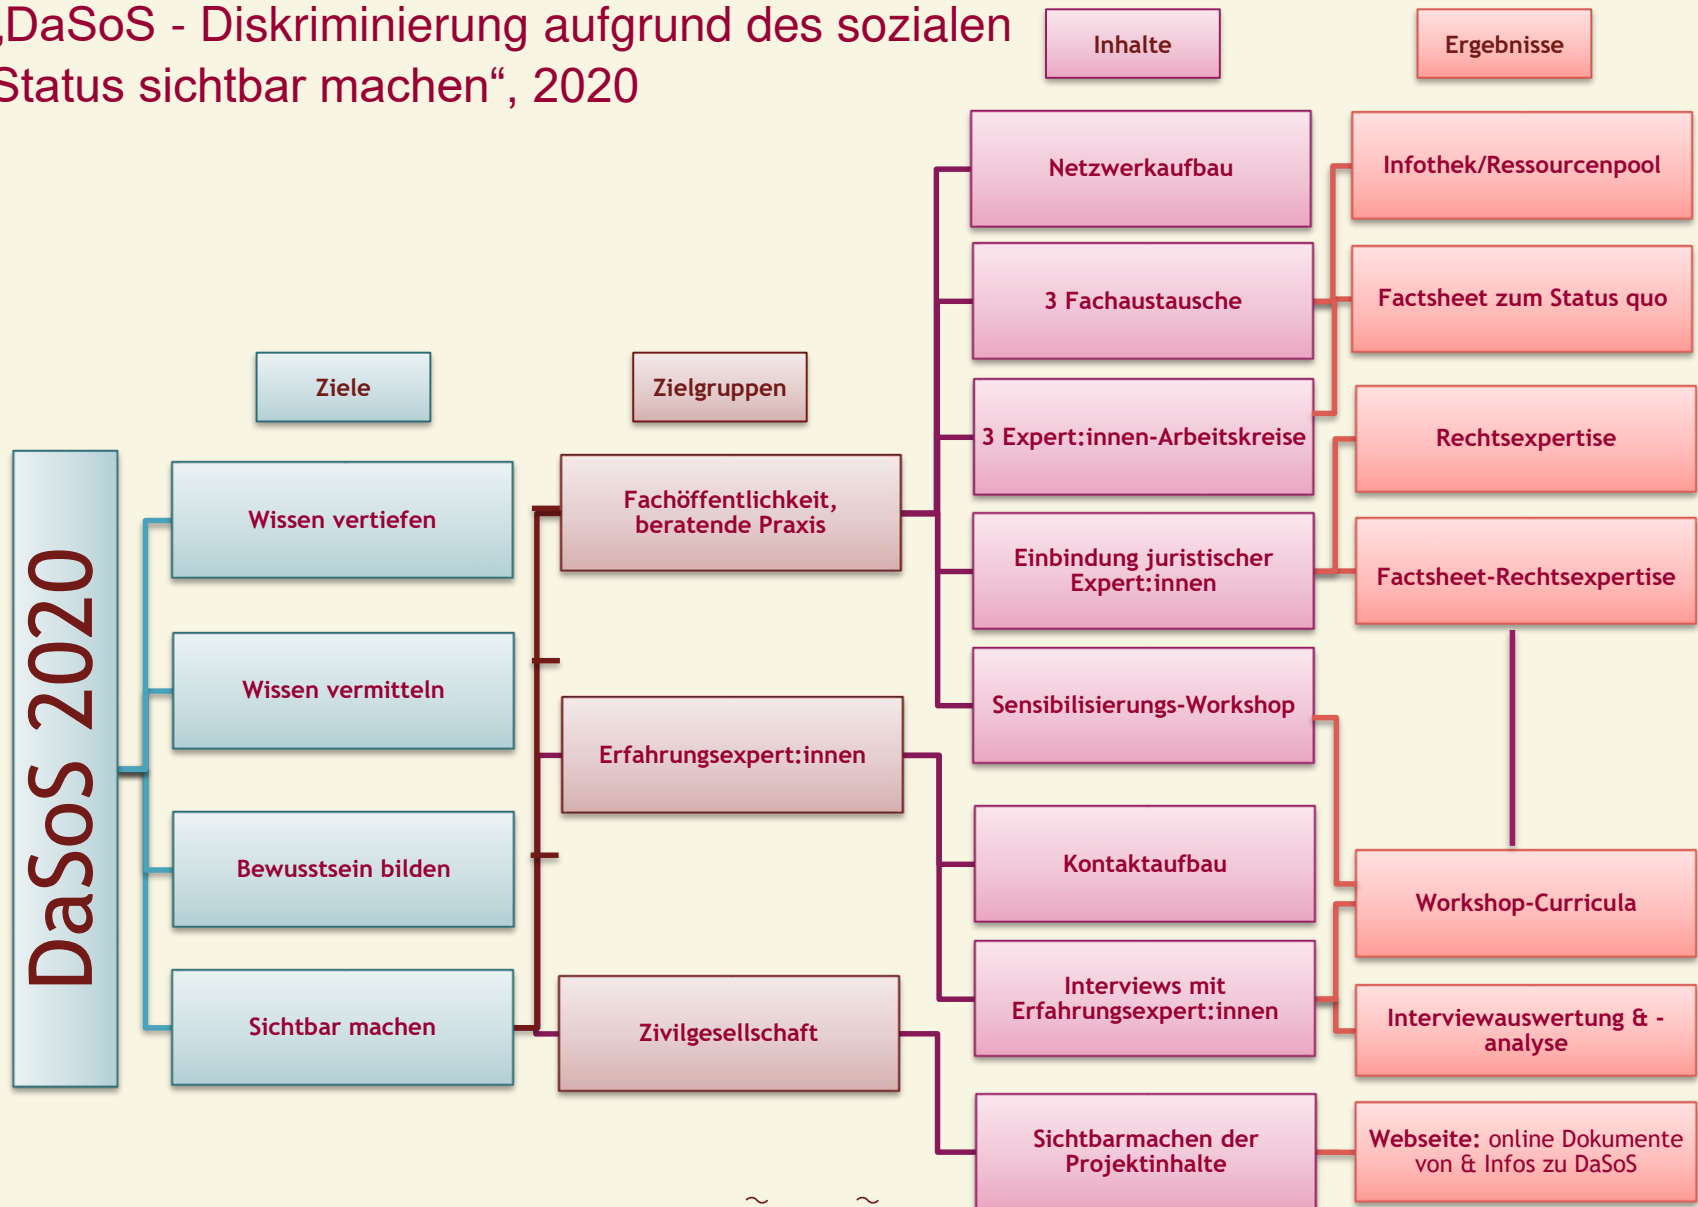 „DaSoS - Diskriminierung aufgrund des sozialen
Status sichtbar machen“, 2020
Inhalte
Ergebnisse
Ziele
Zielgruppen
DaSoS 2020
Wissen vertiefen
Wissen vermitteln
Bewusstsein bilden
Sichtbar machen
Fachöffentlichkeit,
beratende Praxis
Erfahrungsexpert:innen
Zivilgesellschaft
Netzwerkaufbau
3 Fachaustausche
3 Expert:innen-Arbeitskreise
Einbindung juristischer
Expert:innen
Sensibilisierungs-Workshop
Kontaktaufbau
Interviews mit
Erfahrungsexpert:innen
Sichtbarmachen der
Projektinhalte
Infothek/Ressourcenpool
Factsheet zum Status quo
Rechtsexpertise
Factsheet-Rechtsexpertise
Workshop-Curricula
Interviewauswertung & -
analyse
Webseite: online Dokumente
von & Infos zu DaSoS